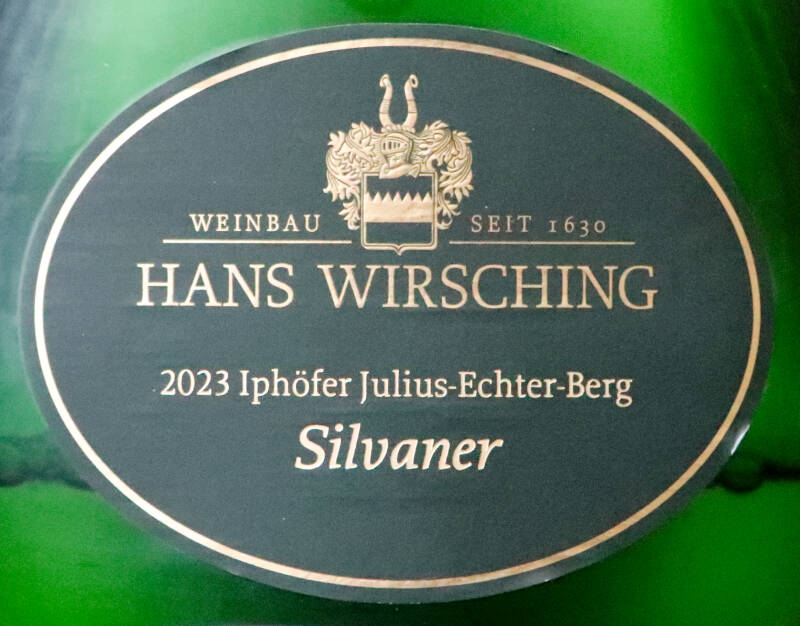 WEINBAU SEIT 1630
HANS WIRSCHING
2023 Iphöfer Julius-Echter-Berg
Silvaner